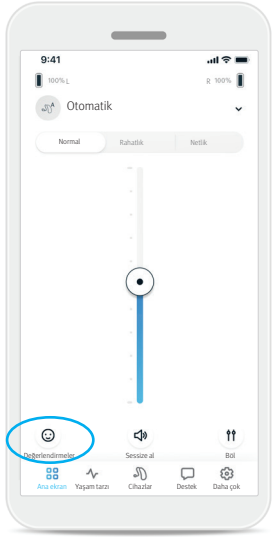 9:41
100% L
R 100%
Otomatik
Normal Rahatlık Netlik
Değerlendirmeler Sessize al Böl
Ana ekran Yaşam tarzı Cihazlar Destek Daha çok